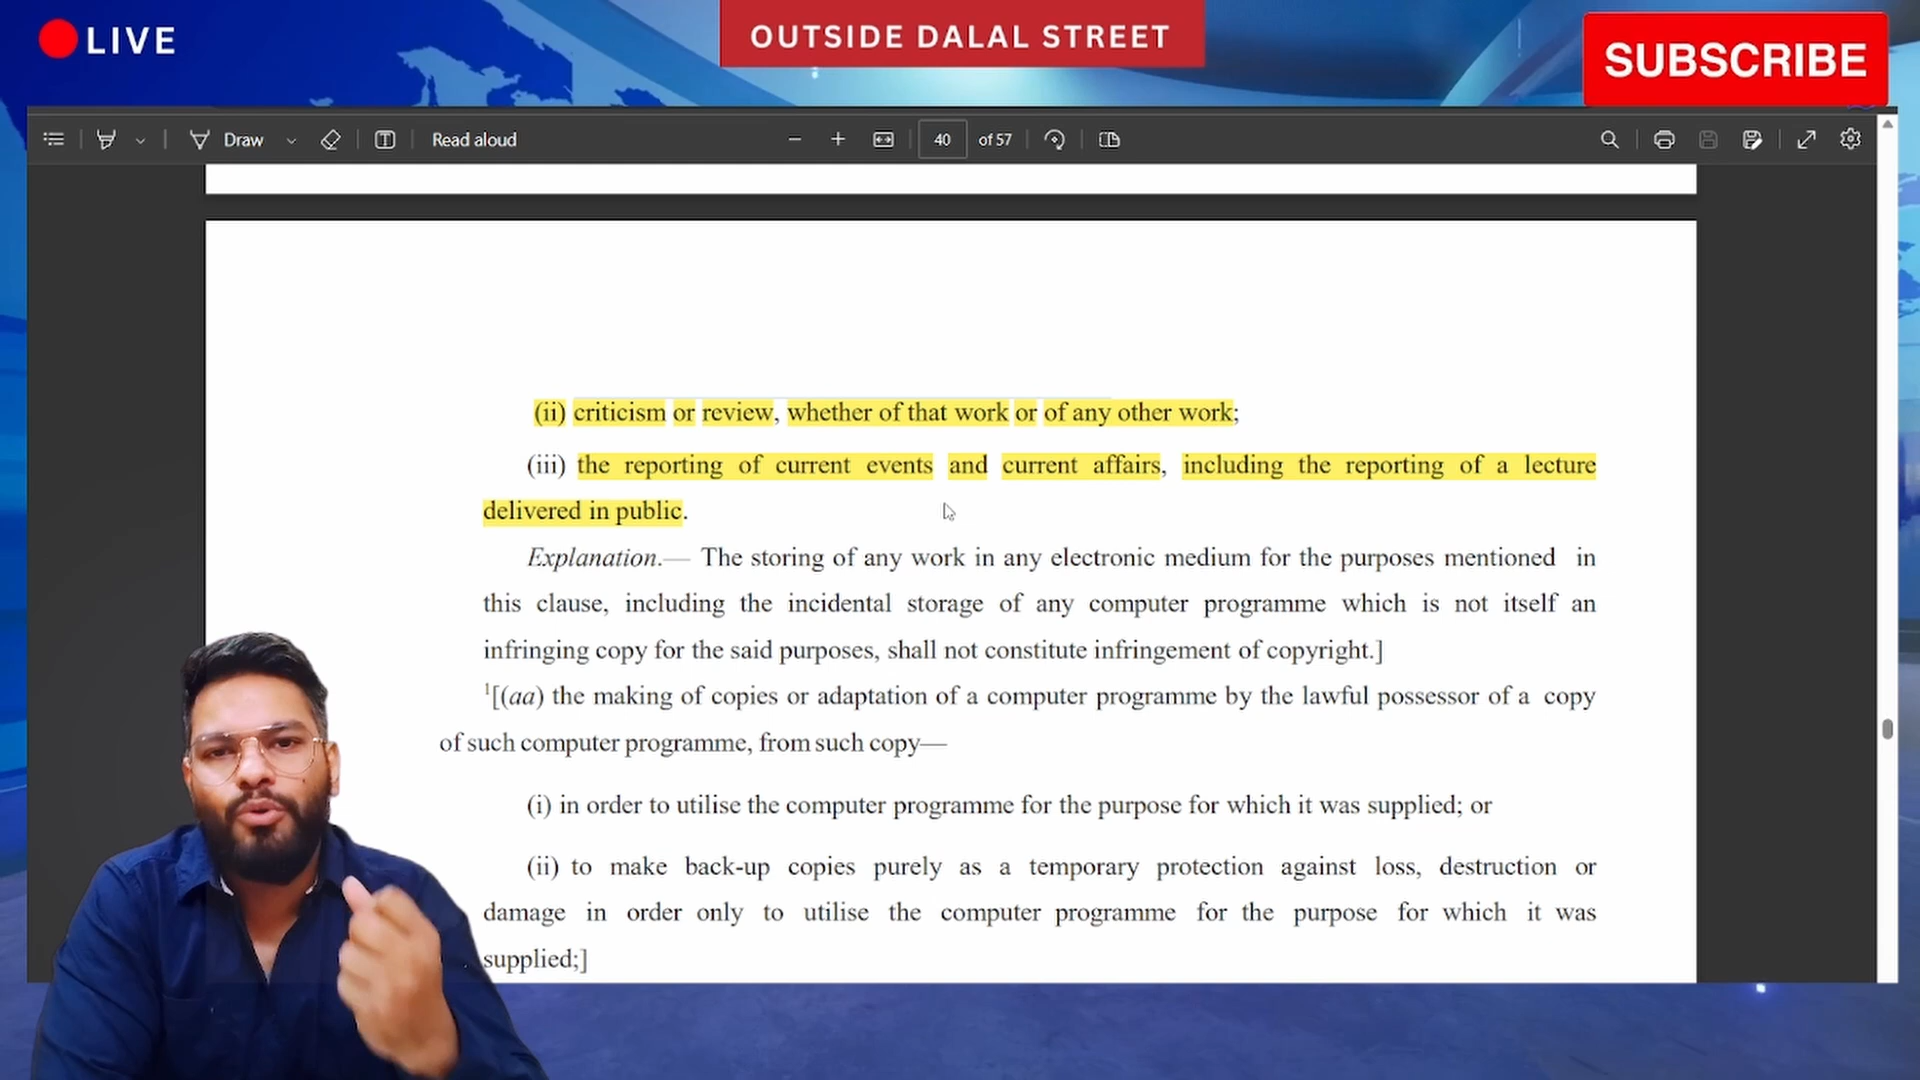 LIVE
OUTSIDE DALAL STREET
SUBSCRIBE
Draw
Read aloud
40 of 57
(ii) criticism or review, whether of that work or of any other work;
(iii) the reporting of current events and current affairs, including the reporting of a lecture
delivered in public.
Explanation.— The storing of any work in any electronic medium for the purposes mentioned in
this clause, including the incidental storage of any computer programme which is not itself an
infringing copy for the said purposes, shall not constitute infringement of copyright.]
1[(aa) the making of copies or adaptation of a computer programme by the lawful possessor of a copy
of such computer programme, from such copy—
(i) in order to utilise the computer programme for the purpose for which it was supplied; or
(ii) to make back-up copies purely as a temporary protection against loss, destruction or
damage in order only to utilise the computer programme for the purpose for which it was
supplied;]